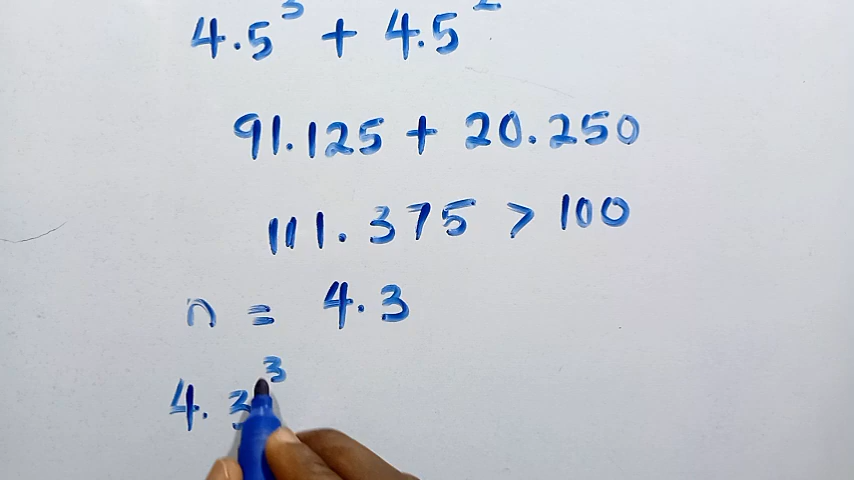 4.5³ + 4.5²
91.125 + 20.250
111.375 > 100
n = 4.3
4.3³